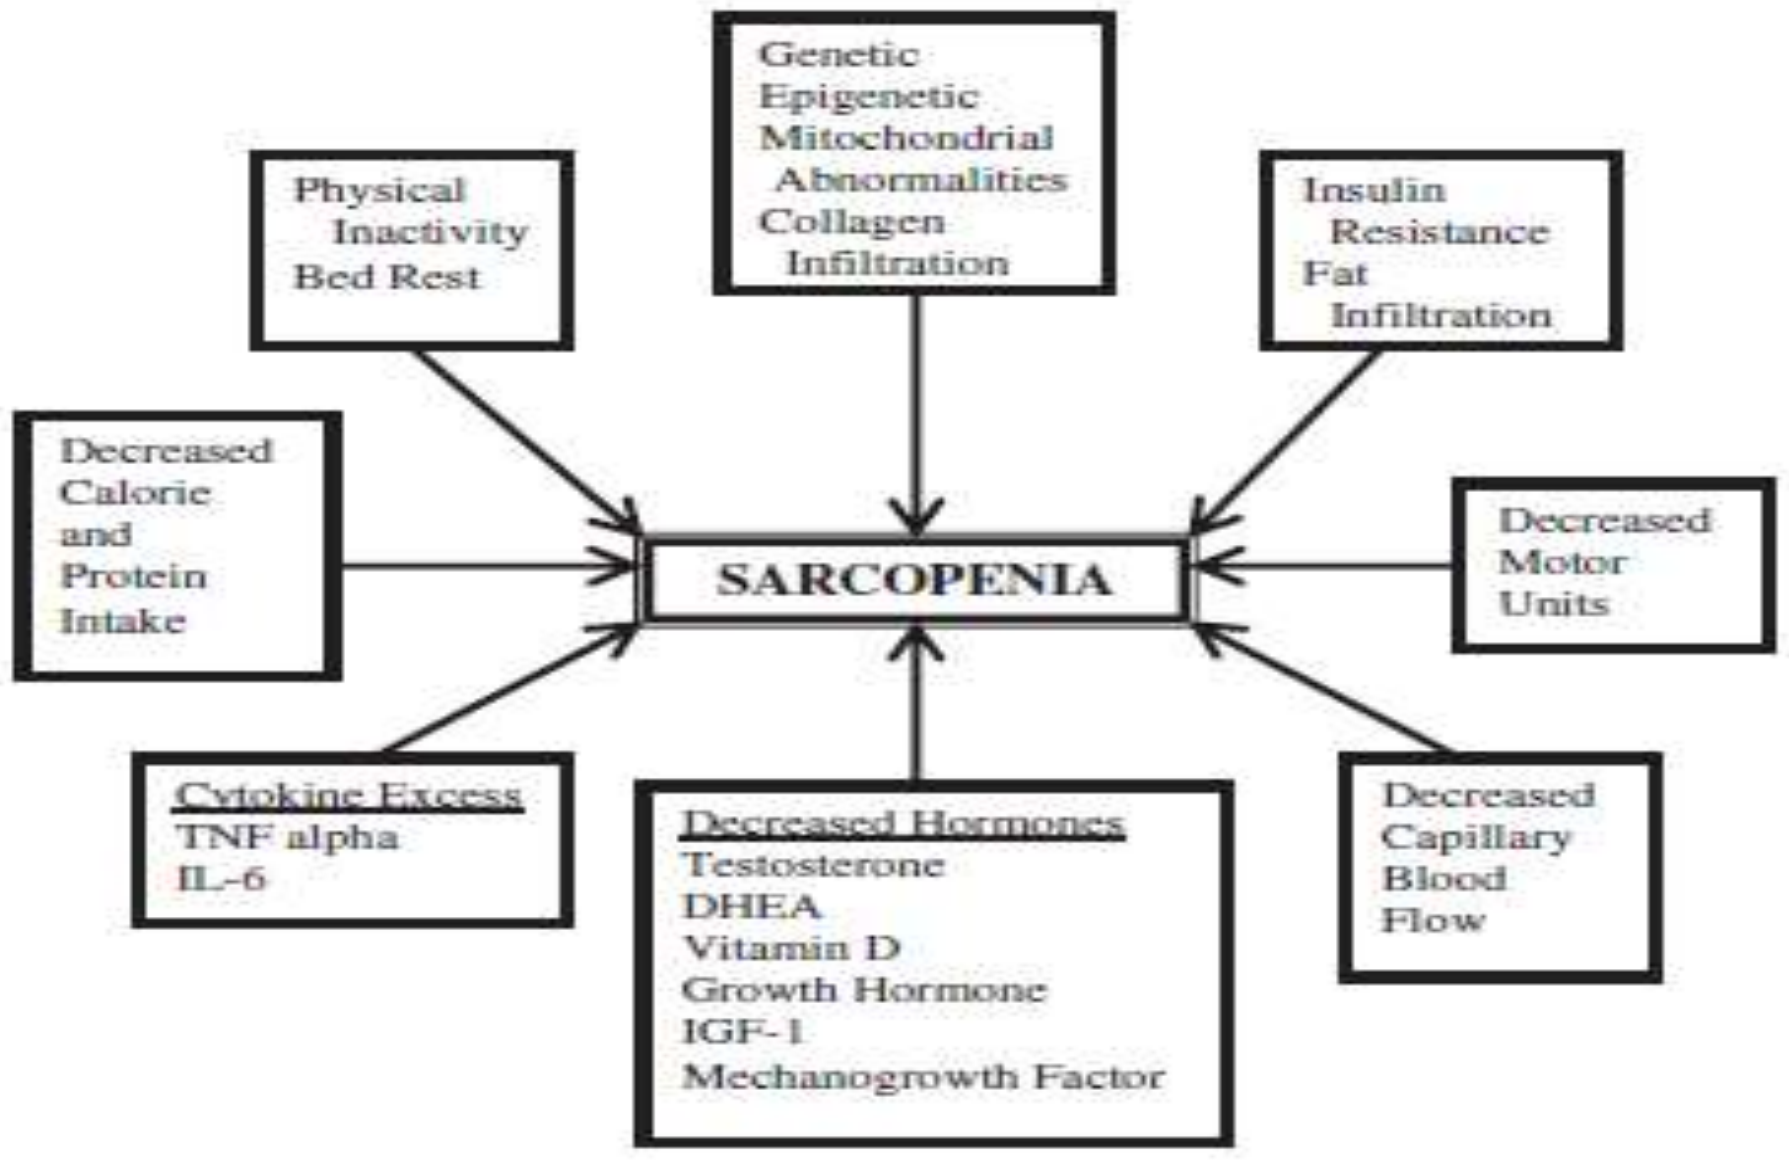 Genetic
Epigenetic
Mitochondrial
Abnormalities
Collagen
Infiltration
Physical
Inactivity
Bed Rest
Insulin
Resistance
Fat
Infiltration
Decreased
Calorie
and
Protein
Intake
SARCOPENIA
Decreased
Motor
Units
Cytokine Excess
TNF alpha
IL-6
Decreased Hormones
Testosterone
DHEA
Vitamin D
Growth Hormone
IGF-1
Mechanogrowth Factor
Decreased
Capillary
Blood
Flow